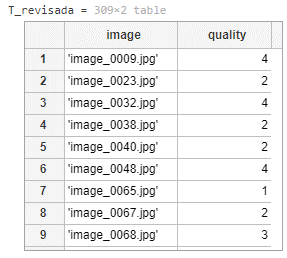 T_revisada = 309×2 table
image quality
1 'image_0009.jpg' 4
2 'image_0023.jpg' 2
3 'image_0032.jpg' 4
4 'image_0038.jpg' 2
5 'image_0040.jpg' 2
6 'image_0048.jpg' 4
7 'image_0065.jpg' 1
8 'image_0067.jpg' 2
9 'image_0068.jpg' 3